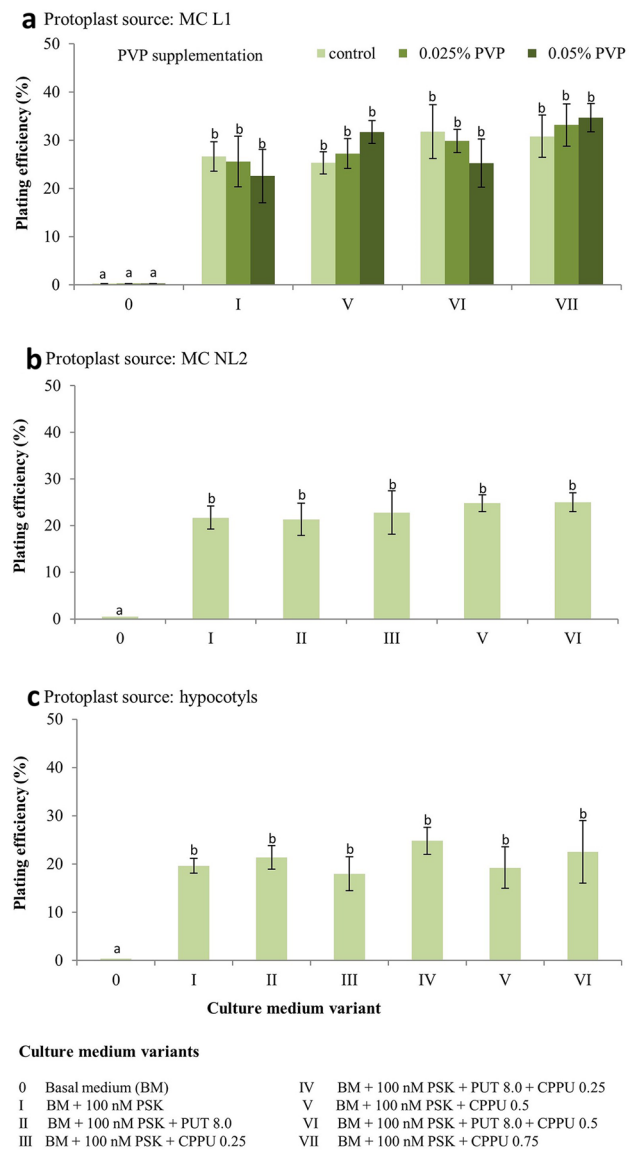 a Protoplast source: MC L1
50
PVP supplementation control 0.025% PVP 0.05% PVP
40
30
20
10
0
Plating efficiency (%)
a a a b b b b b b b b b b b b
0 I V VI VII
b Protoplast source: MC NL2
50
40
30
20
10
0
Plating efficiency (%)
a b b b b b
0 I II III V VI
c Protoplast source: hypocotyls
50
40
30
20
10
0
Plating efficiency (%)
a b b b b b b
0 I II III IV V VI
Culture medium variant
Culture medium variants
0 Basal medium (BM)
I BM + 100 nM PSK
II BM + 100 nM PSK + PUT 8.0
III BM + 100 nM PSK + CPPU 0.25
IV BM + 100 nM PSK + PUT 8.0 + CPPU 0.25
V BM + 100 nM PSK + CPPU 0.5
VI BM + 100 nM PSK + PUT 8.0 + CPPU 0.5
VII BM + 100 nM PSK + CPPU 0.75